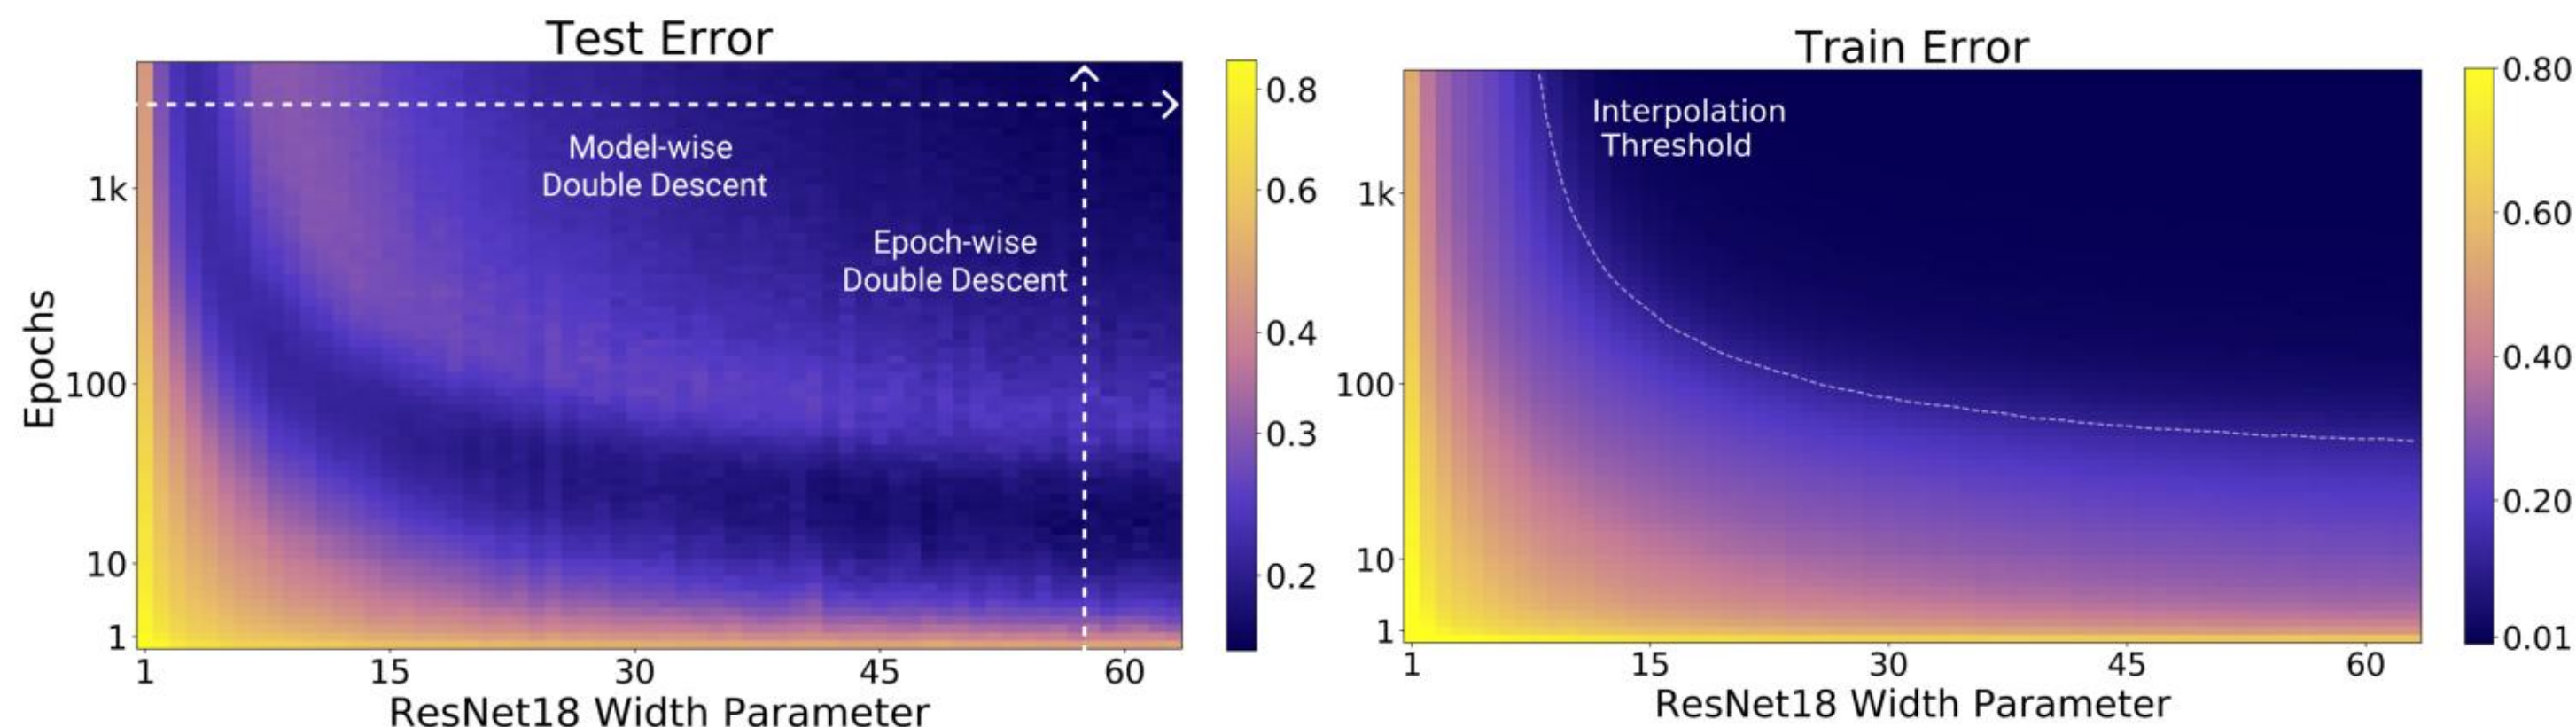 Test Error
Model-wise
Double Descent
Epoch-wise
Double Descent
1k
100
10
1
Epochs
1
15
30
45
60
ResNet18 Width Parameter
0.8
0.6
0.4
0.3
0.2
Train Error
Interpolation
Threshold
1k
100
10
1
1
15
30
45
60
ResNet18 Width Parameter
0.80
0.60
0.40
0.20
0.01